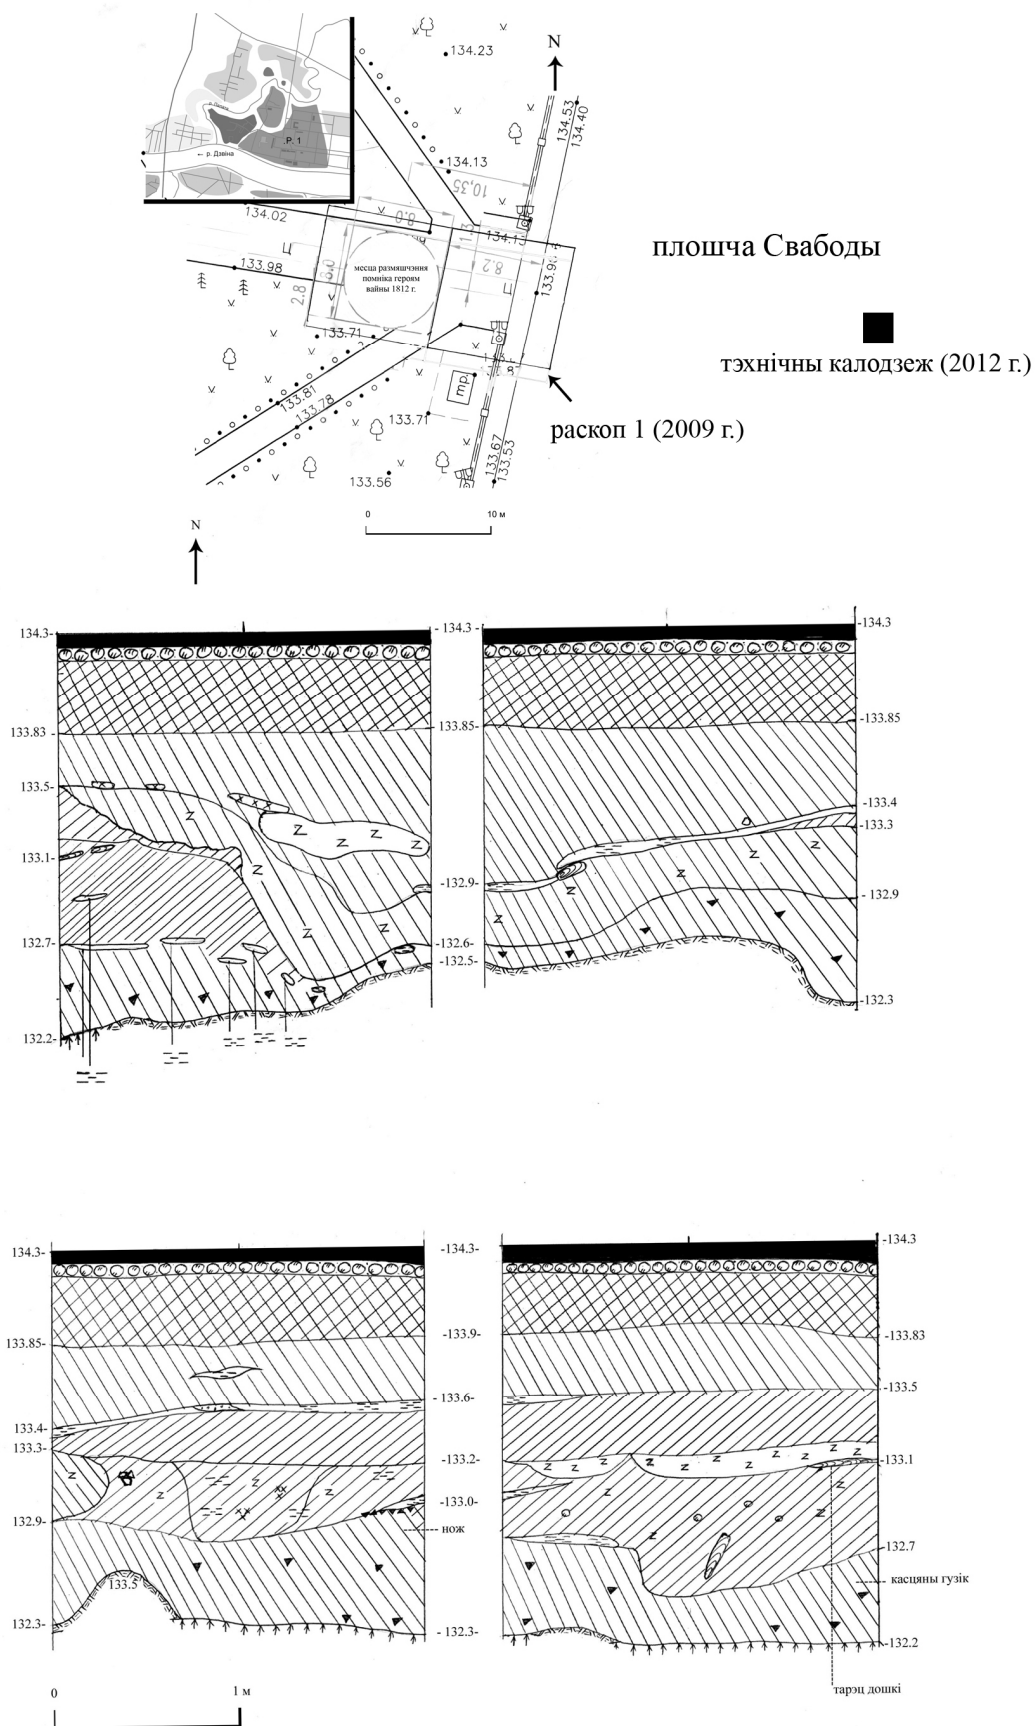 134.23
N
134.53
134.40
р. Палата
.Р. 1
← р. Дзвіна
134.13
10,35
134.02
8.0
1.3
134.13
плошча Свабоды
Ц
133.98
8.0
месца размяшчэння
помніка героям
вайны 1812 г.
8.2
Ц
2.8
133.71
тэхнічны калодзеж (2012 г.)
тр.
133.81
133.78
133.71
раскоп 1 (2009 г.)
133.67
133.53
133.56
0 10 м
N
134.3- - 134.3 - -134.3
133.83 - 133.85- -133.85
133.5-
-133.4
-133.3
133.1-
-132.9- -132.9
132.7-
-132.6-
-132.5-
-132.3
132.2-
134.3- -134.3- -134.3
133.85- -133.9- -133.83
-133.6- -133.5
133.4-
133.3-
-133.2- -133.1
-133.0-
132.9-
нож
-132.7
133.5
касцяны гузік
132.3- -132.3- -132.2
тарэц дошкі
0 1 м